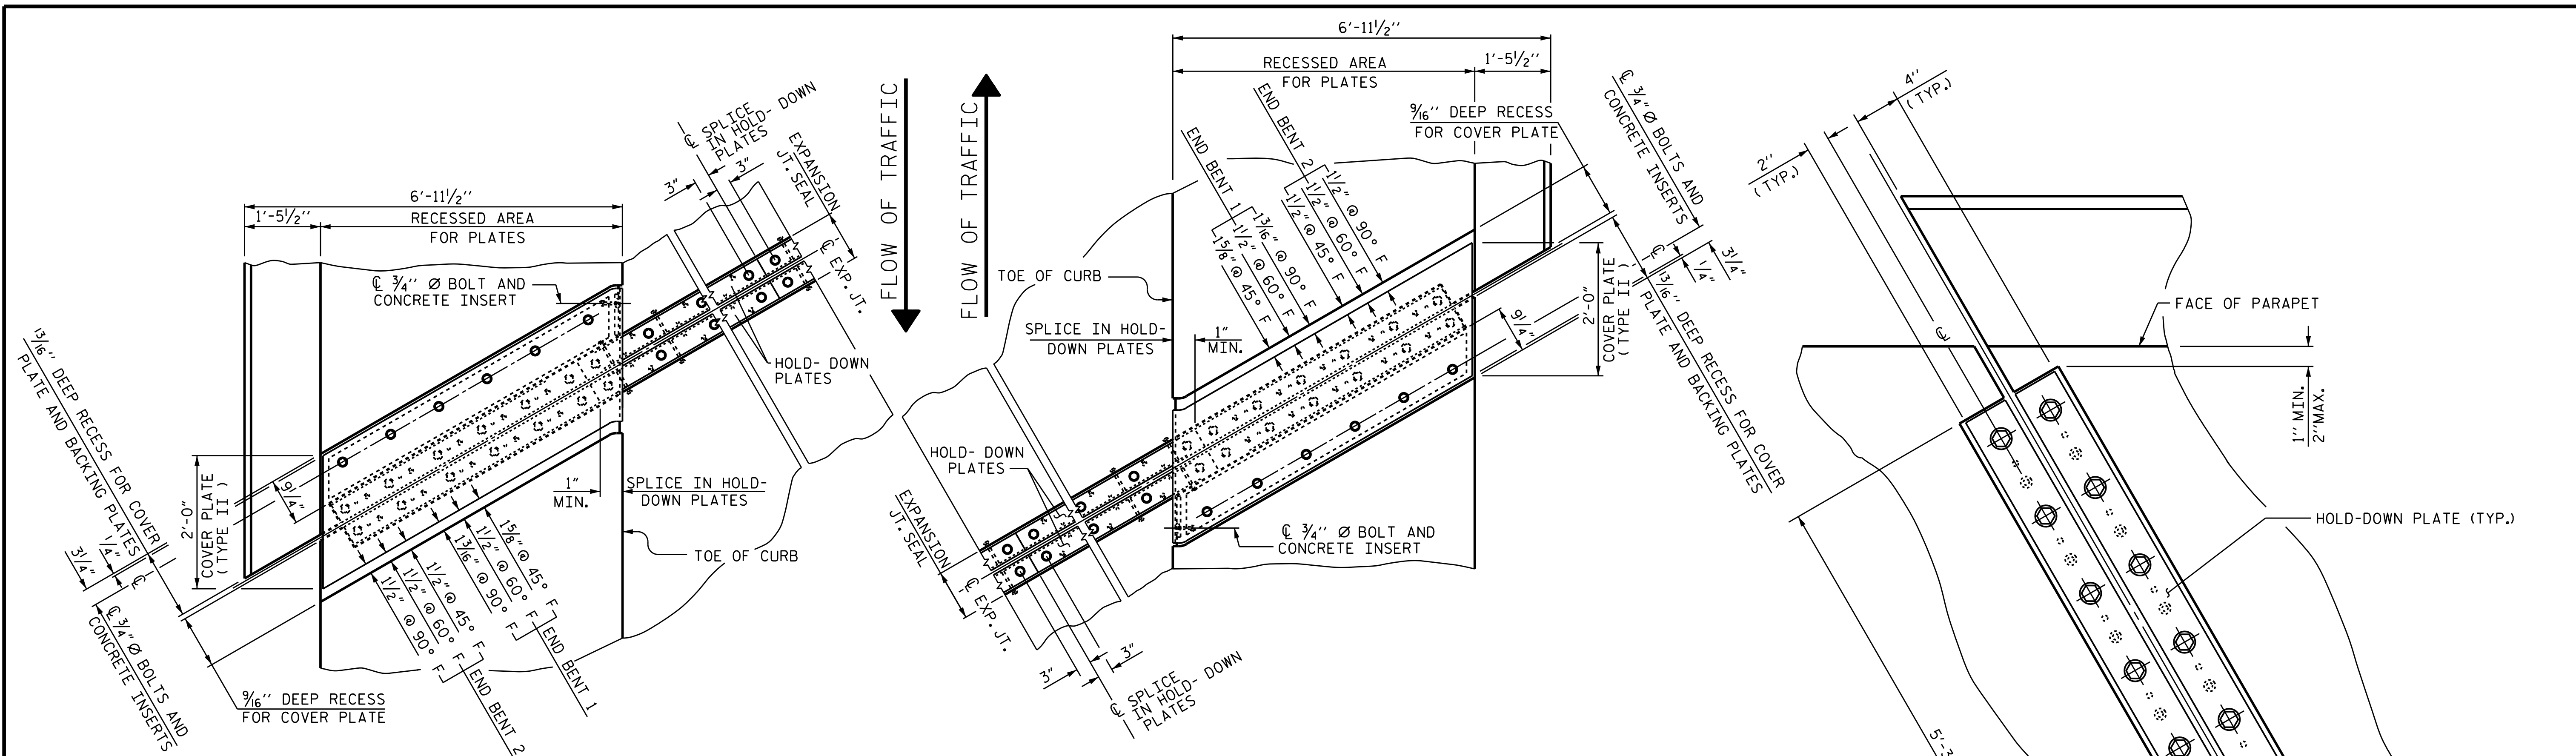 6'-11½"
1'-5½"
RECESSED AREA
FOR PLATES
℄ ¾" Ø BOLT AND
CONCRETE INSERT
℄ SPLICE
IN HOLD- DOWN
PLATES
3"
3"
EXPANSION
JT. SEAL
℄ EXP. JT.
HOLD- DOWN
PLATES
1"
MIN.
SPLICE IN HOLD-
DOWN PLATES
TOE OF CURB
1³⁄₁₆" DEEP RECESS FOR COVER
PLATE AND BACKING PLATES
9¼"
2'-0"
COVER PLATE
(TYPE II )
3¼"
¼"
℄
℄ ¾" Ø BOLTS AND
CONCRETE INSERTS
⁹⁄₁₆" DEEP RECESS
FOR COVER PLATE
1⅝" @ 45° F
1½" @ 60° F
1³⁄₁₆" @ 90° F
END BENT 1
1½" @ 45° F
1½" @ 60° F
1½" @ 90° F
END BENT 2
FLOW OF TRAFFIC
FLOW OF TRAFFIC
6'-11½"
RECESSED AREA
FOR PLATES
1'-5½"
⁹⁄₁₆" DEEP RECESS
FOR COVER PLATE
END BENT 2
1½" @ 90° F
1½" @ 60° F
1½" @ 45° F
END BENT 1
1³⁄₁₆" @ 90° F
1½" @ 60° F
1⅝" @ 45° F
TOE OF CURB
SPLICE IN HOLD-
DOWN PLATES
1"
MIN.
℄ ¾" Ø BOLTS AND
CONCRETE INSERTS
℄
¼"
3¼"
9¼"
2'-0"
COVER PLATE
(TYPE II )
1³⁄₁₆" DEEP RECESS FOR COVER
PLATE AND BACKING PLATES
HOLD- DOWN
PLATES
EXPANSION
JT. SEAL
℄ EXP. JT.
℄ ¾" Ø BOLT AND
CONCRETE INSERT
3"
3"
℄ SPLICE
IN HOLD- DOWN
PLATES
4"
(TYP.)
2"
(TYP.)
℄
FACE OF PARAPET
1" MIN.
2"MAX.
HOLD-DOWN PLATE (TYP.)